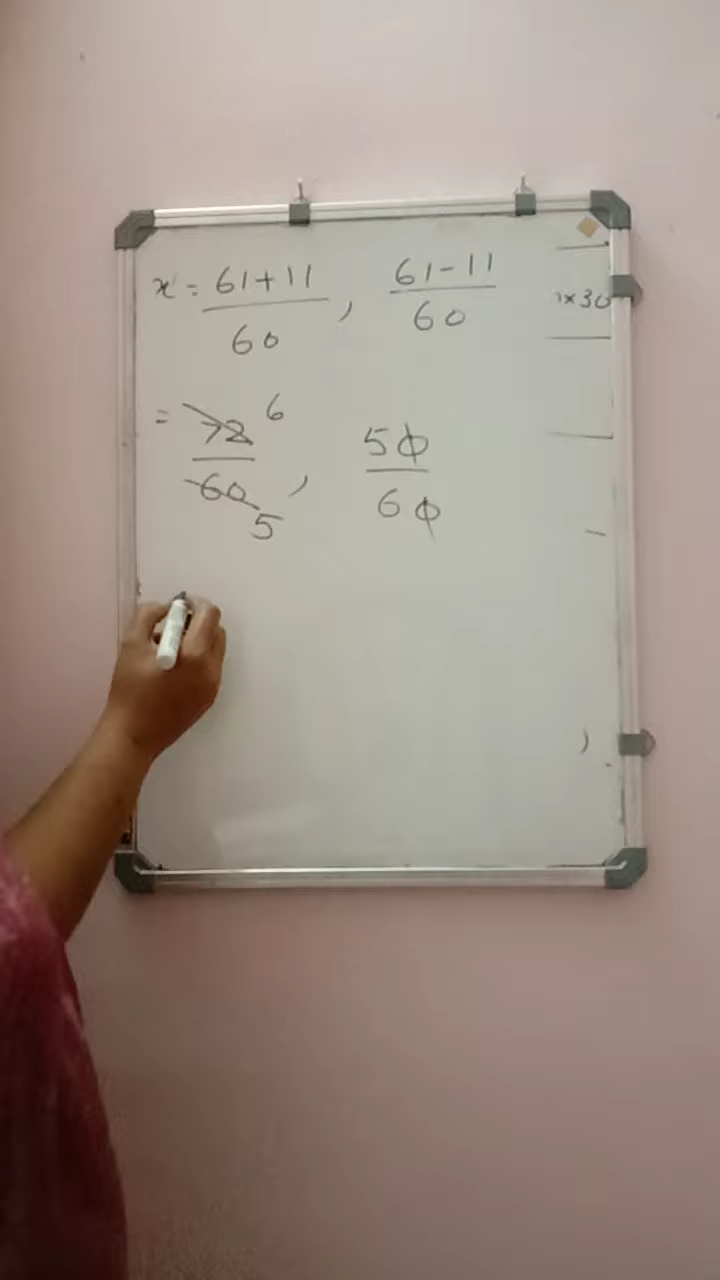 x = 61+11/60 , 61-11/60
= 72/60 6 5 , 50/60
x30